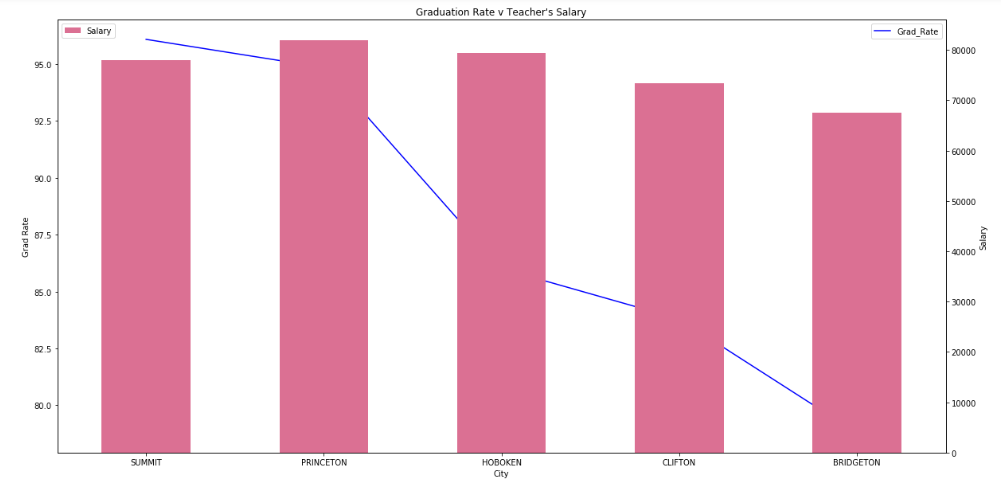 Graduation Rate v Teacher's Salary
Salary
Grad_Rate
95.0
92.5
90.0
87.5
85.0
82.5
80.0
Grad Rate
80000
70000
60000
50000
40000
30000
20000
10000
0
Salary
SUMMIT
PRINCETON
HOBOKEN
CLIFTON
BRIDGETON
City